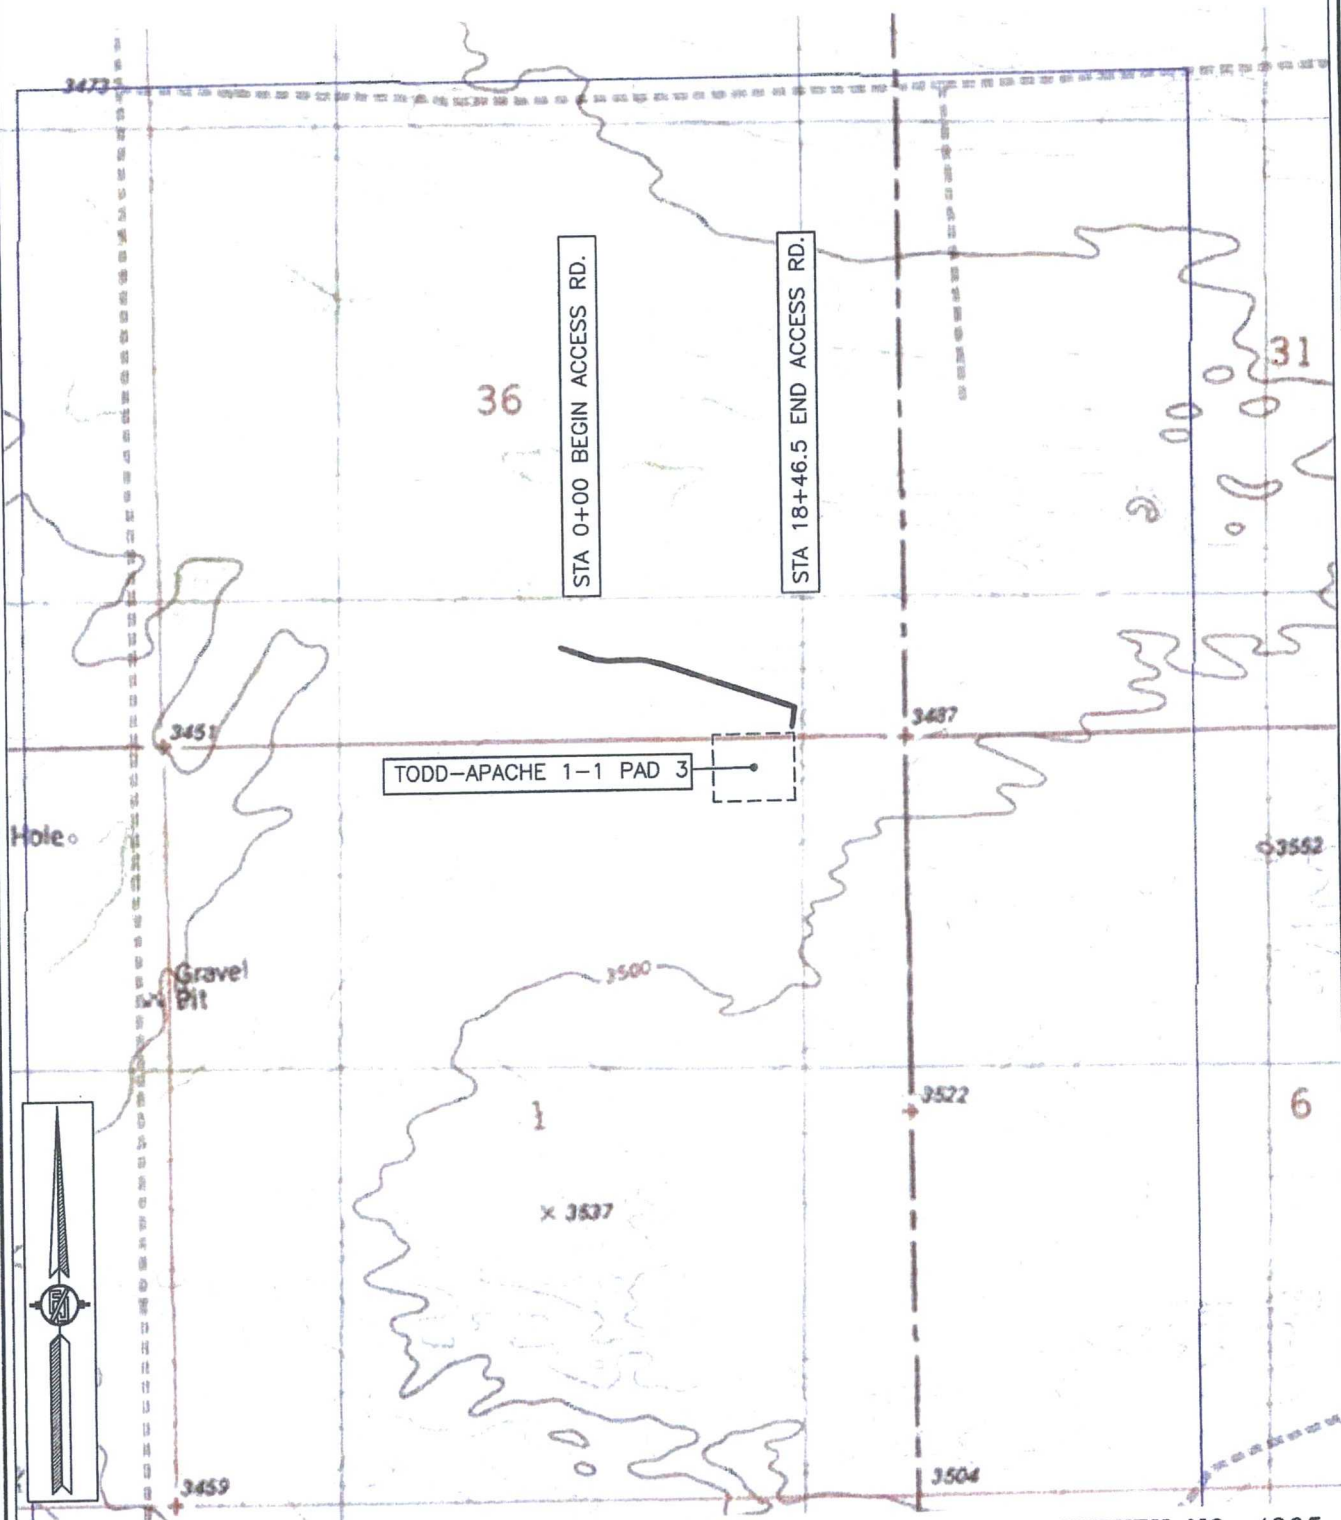 3473
31
36
STA 0+00 BEGIN ACCESS RD.
STA 18+46.5 END ACCESS RD.
3451
3487
TODD-APACHE 1-1 PAD 3
Hole
3552
Gravel
Pit
3500
3522
1
6
3537
3459
3504